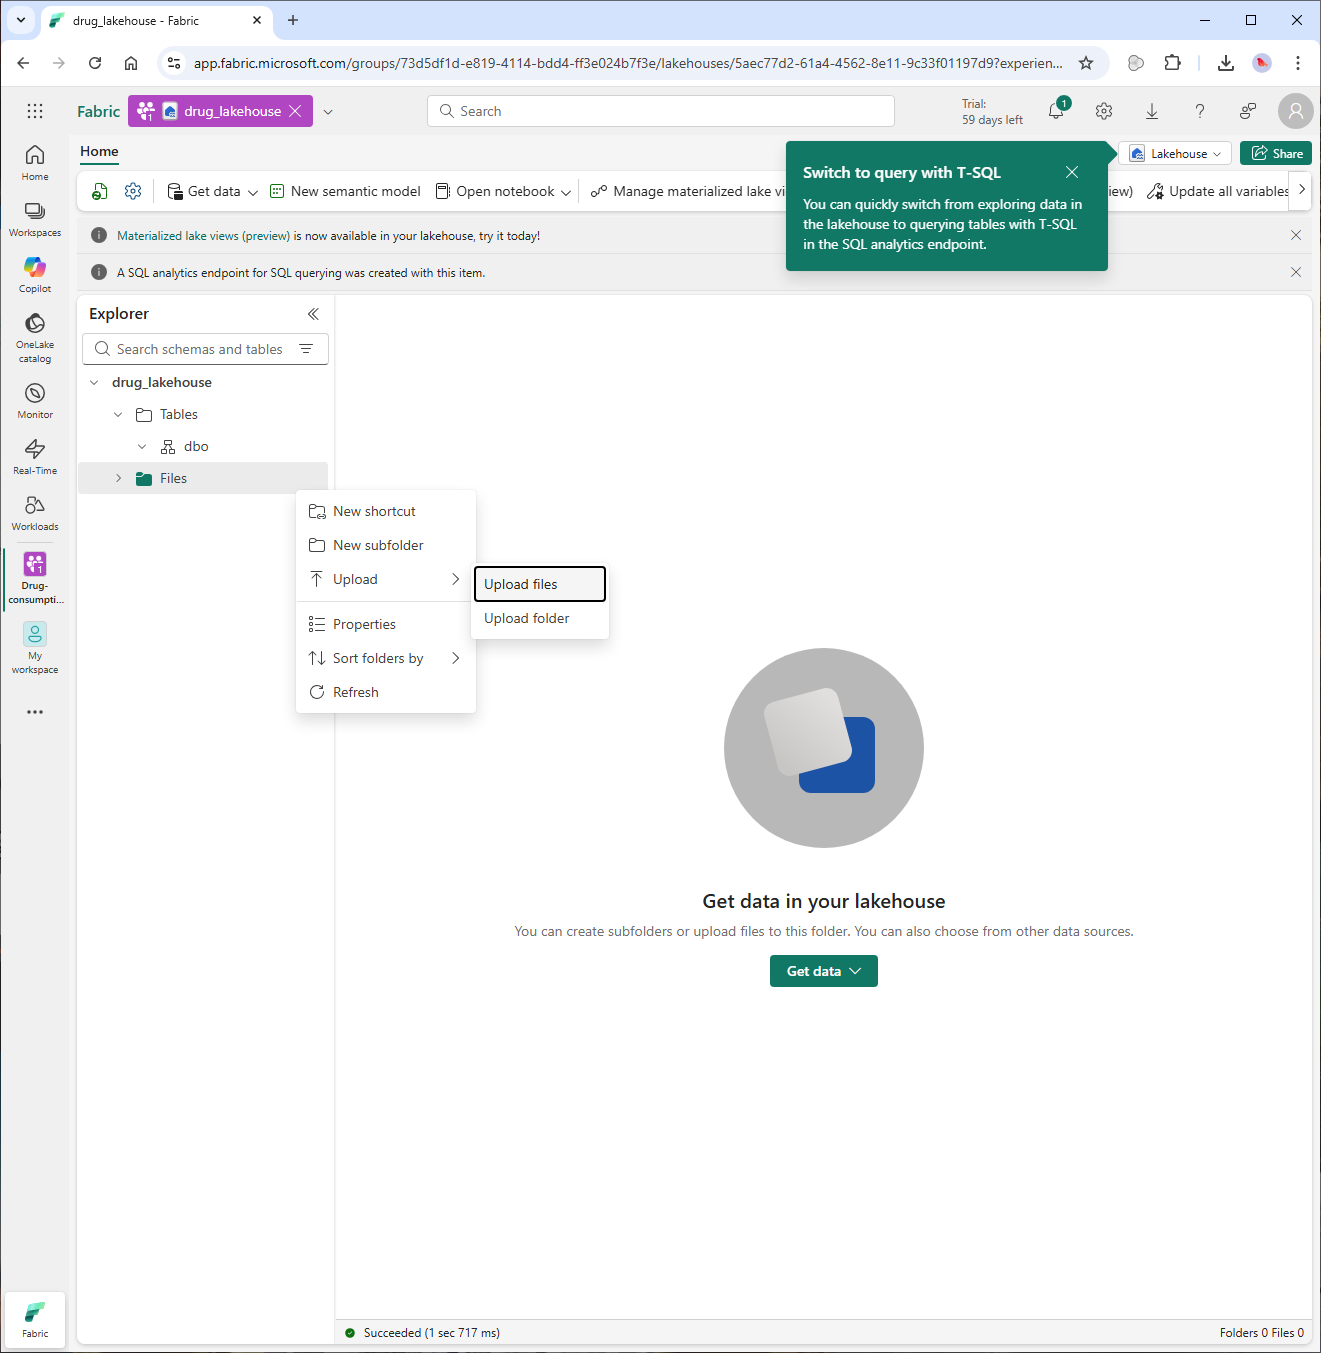 drug_lakehouse - Fabric
app.fabric.microsoft.com/groups/73d5df1d-e819-4114-bdd4-ff3e024b7f3e/lakehouses/5aec77d2-61a4-4562-8e11-9c33f01197d9?experien...
Fabric
1
drug_lakehouse
Search
Trial:
59 days left
1
Home
Lakehouse
Share
Get data
New semantic model
Open notebook
Manage materialized lake vi
iew)
Update all variables
Switch to query with T-SQL
You can quickly switch from exploring data in
the lakehouse to querying tables with T-SQL
in the SQL analytics endpoint.
Materialized lake views (preview) is now available in your lakehouse, try it today!
A SQL analytics endpoint for SQL querying was created with this item.
Home
Workspaces
Copilot
OneLake
catalog
Monitor
Real-Time
Workloads
1
Drug-
consumpti...
My
workspace
Fabric
Explorer
Search schemas and tables
drug_lakehouse
Tables
dbo
Files
New shortcut
New subfolder
Upload
Properties
Sort folders by
Refresh
Upload files
Upload folder
Get data in your lakehouse
You can create subfolders or upload files to this folder. You can also choose from other data sources.
Get data
Succeeded (1 sec 717 ms)
Folders 0 Files 0